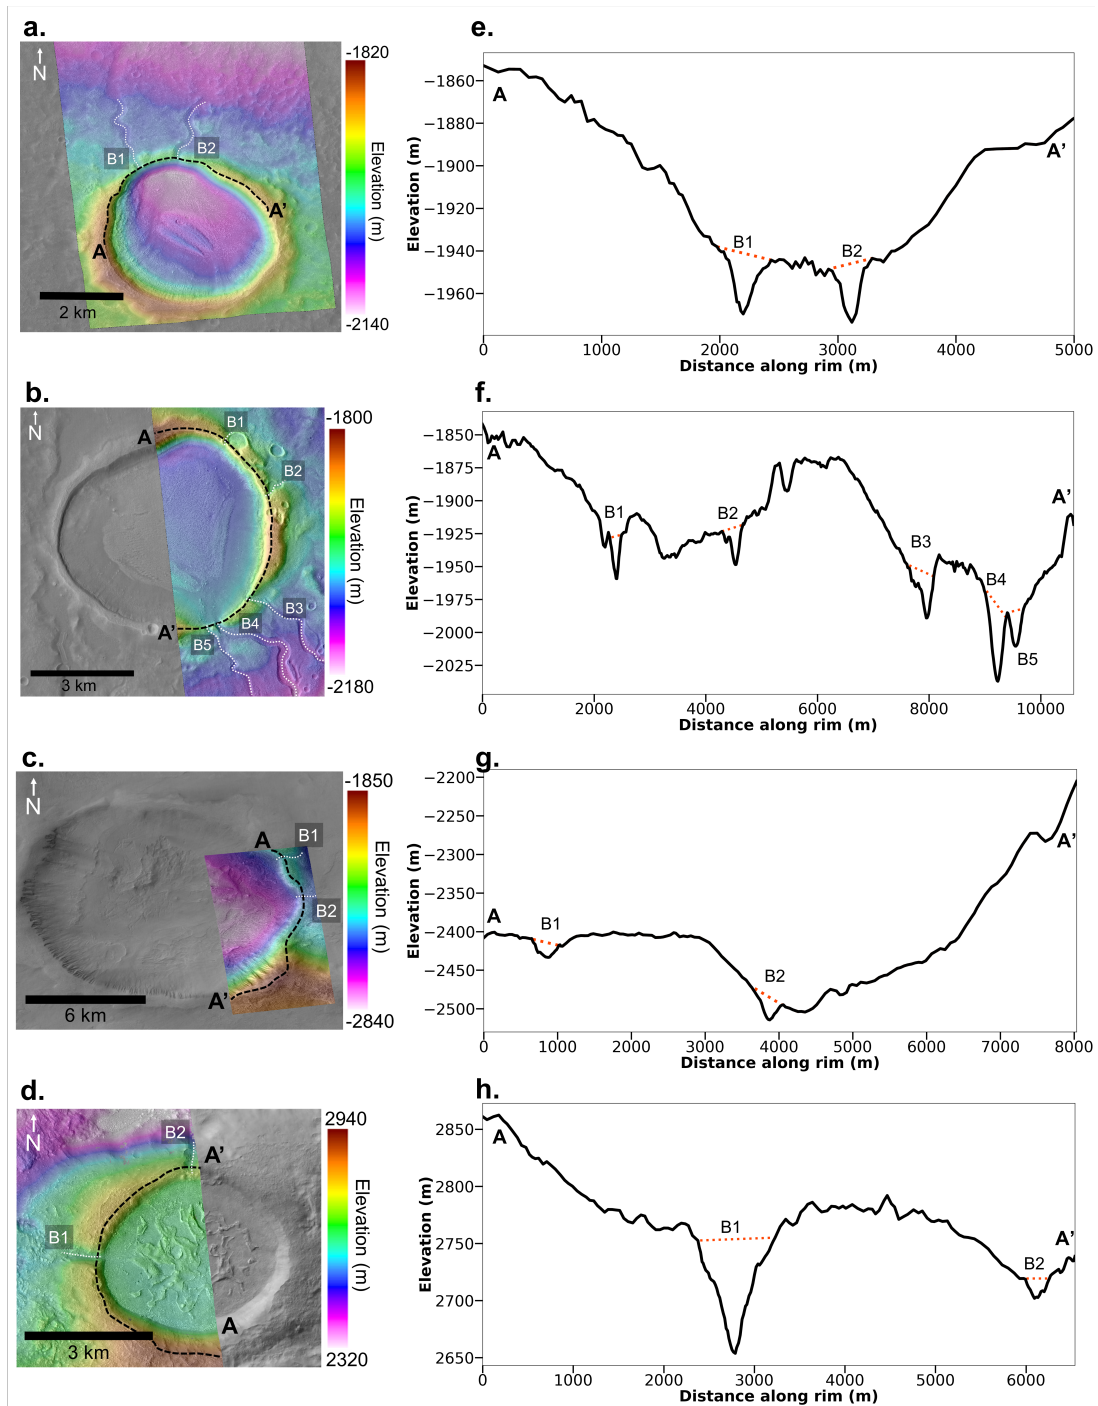 a.
N
B1
B2
A
A'
2 km
-1820
Elevation (m)
-2140
e.
Elevation (m)
−1860
−1880
−1900
−1920
−1940
−1960
A
B1
B2
A'
0 1000 2000 3000 4000 5000
Distance along rim (m)
b.
N
A
B1
B2
B3
B4
B5
A'
3 km
-1800
Elevation (m)
-2180
f.
Elevation (m)
−1850
−1875
−1900
−1925
−1950
−1975
−2000
−2025
A
B1
B2
B3
B4
B5
A'
0 2000 4000 6000 8000 10000
Distance along rim (m)
c.
N
A
B1
B2
A'
6 km
-1850
Elevation (m)
-2840
g.
Elevation (m)
−2200
−2250
−2300
−2350
−2400
−2450
−2500
A
B1
B2
A'
0 1000 2000 3000 4000 5000 6000 7000 8000
Distance along rim (m)
d.
N
B2
A'
B1
A
3 km
2940
Elevation (m)
2320
h.
Elevation (m)
2850
2800
2750
2700
2650
A
B1
B2
A'
0 1000 2000 3000 4000 5000 6000
Distance along rim (m)